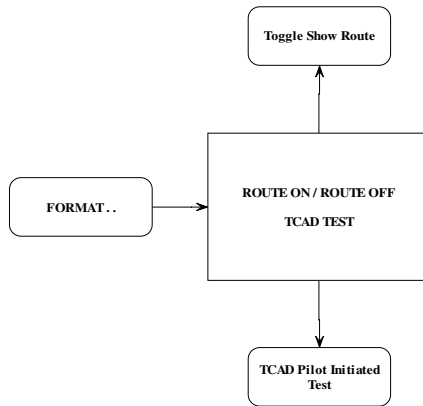 Toggle Show Route
ROUTE ON / ROUTE OFF
TCAD TEST
FORMAT . .
TCAD Pilot Initiated
Test